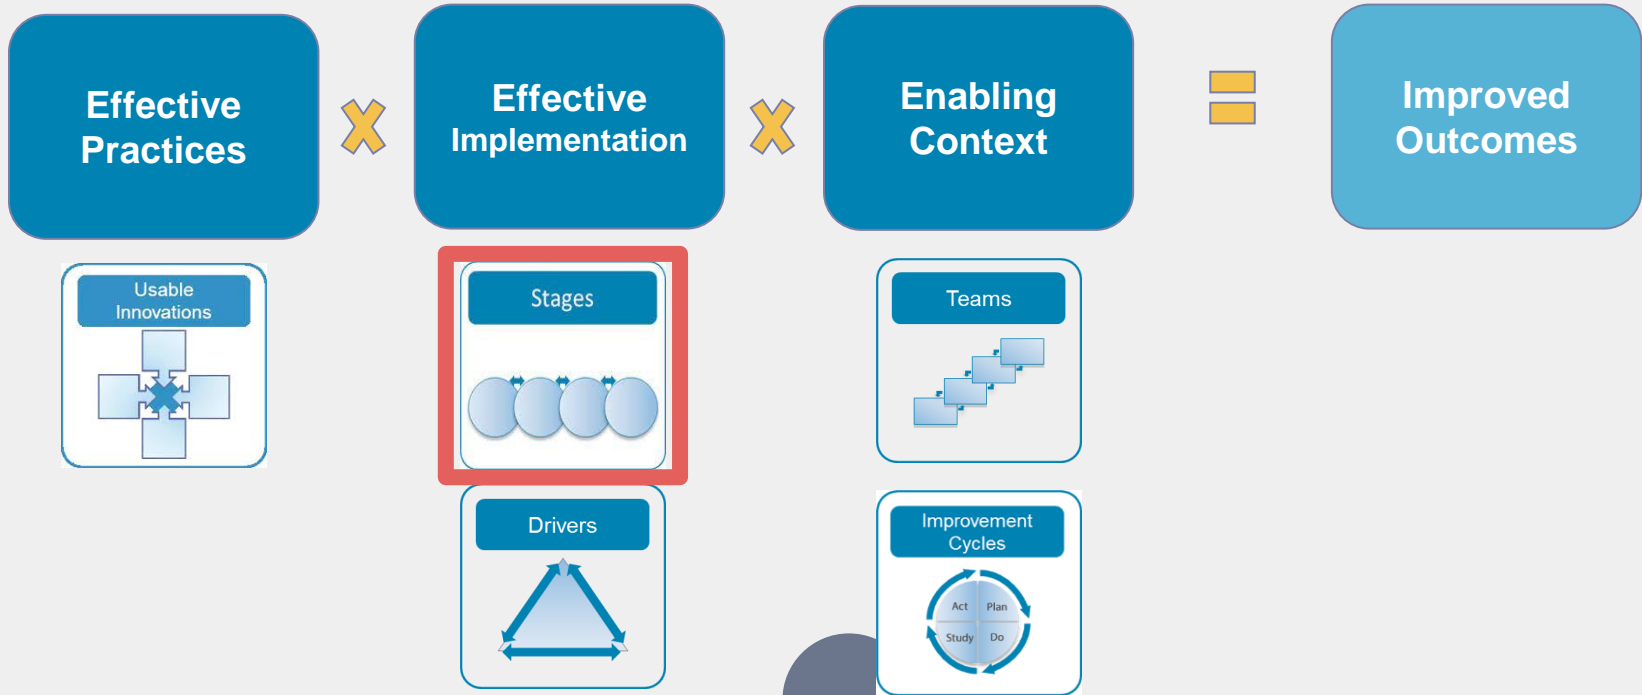 Effective
Practices
Effective
Implementation
Enabling
Context
Improved
Outcomes
Usable
Innovations
Stages
Teams
Drivers
Improvement
Cycles
Act Plan
Study Do